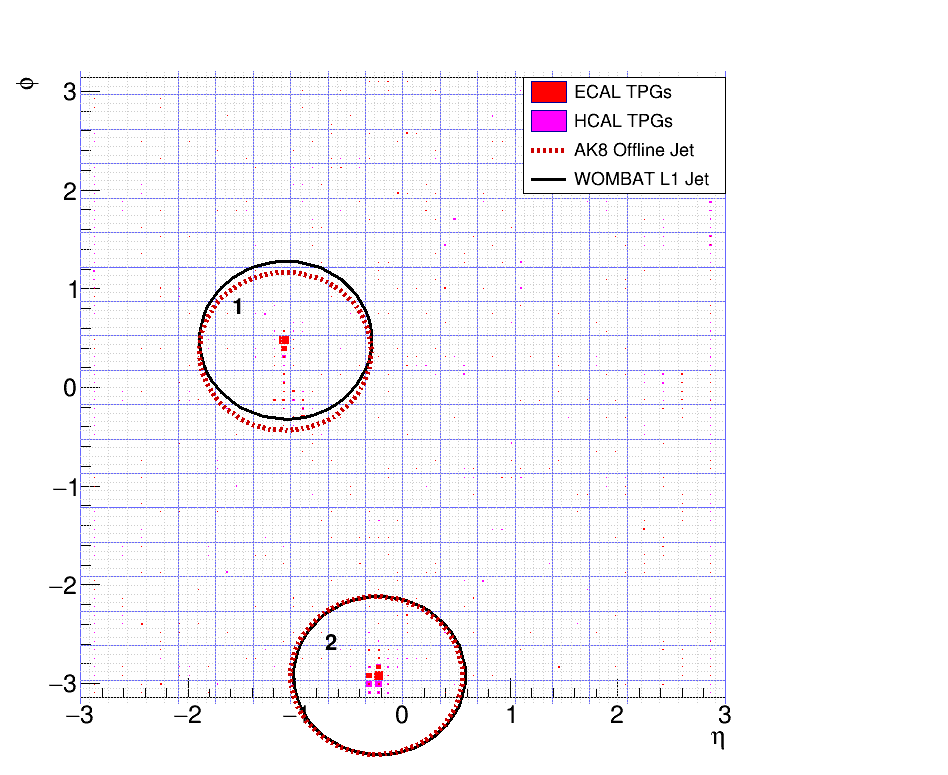 φ
3
2
1
0
−1
−2
−3
ECAL TPGs
HCAL TPGs
AK8 Offline Jet
WOMBAT L1 Jet
1
2
−3 −2 −1 0 1 2 3
η